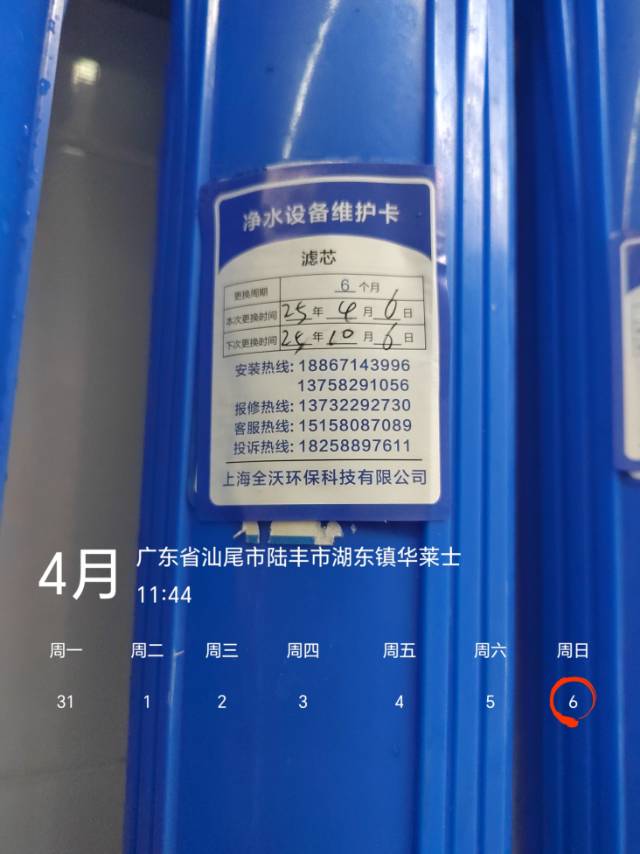 净水设备维护卡
滤芯
更换周期 6 个月
本次更换时间 25 年 4 月 6 日
下次更换时间 25 年 10 月 6 日
安装热线: 18867143996
13758291056
报修热线: 13732292730
客服热线: 15158087089
投诉热线: 18258897611
上海全沃环保科技有限公司
4月
广东省汕尾市陆丰市湖东镇华莱士
11:44
周一 周二 周三 周四 周五 周六 周日
31 1 2 3 4 5 6